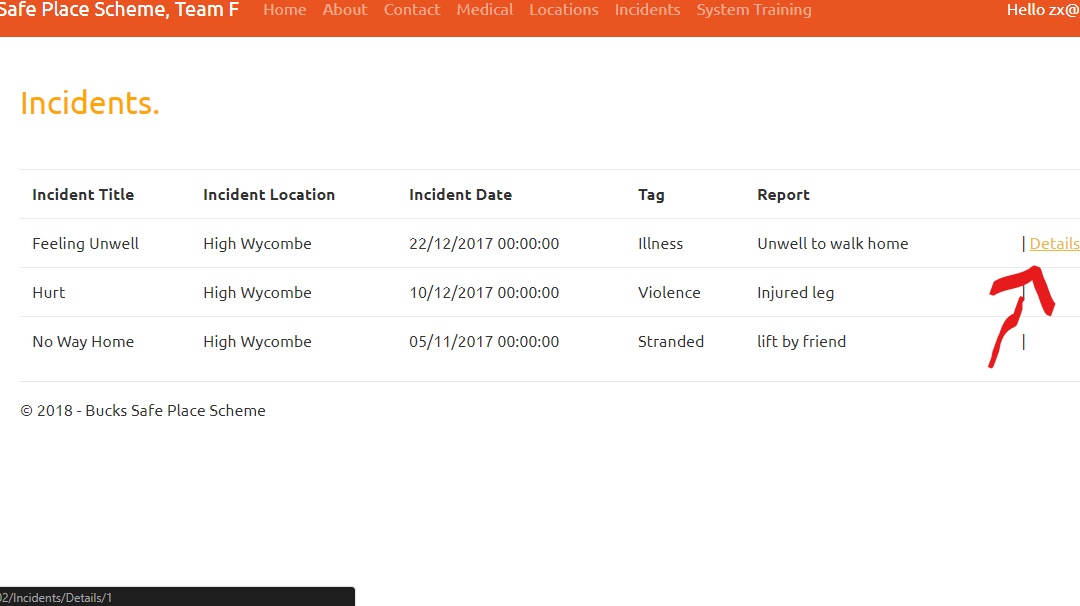 Safe Place Scheme, Team F Home About Contact Medical Locations Incidents System Training Hello zx@
Incidents.
Incident Title Incident Location Incident Date Tag Report
Feeling Unwell High Wycombe 22/12/2017 00:00:00 Illness Unwell to walk home | Details
Hurt High Wycombe 10/12/2017 00:00:00 Violence Injured leg |
No Way Home High Wycombe 05/11/2017 00:00:00 Stranded lift by friend |
© 2018 - Bucks Safe Place Scheme
02/Incidents/Details/1